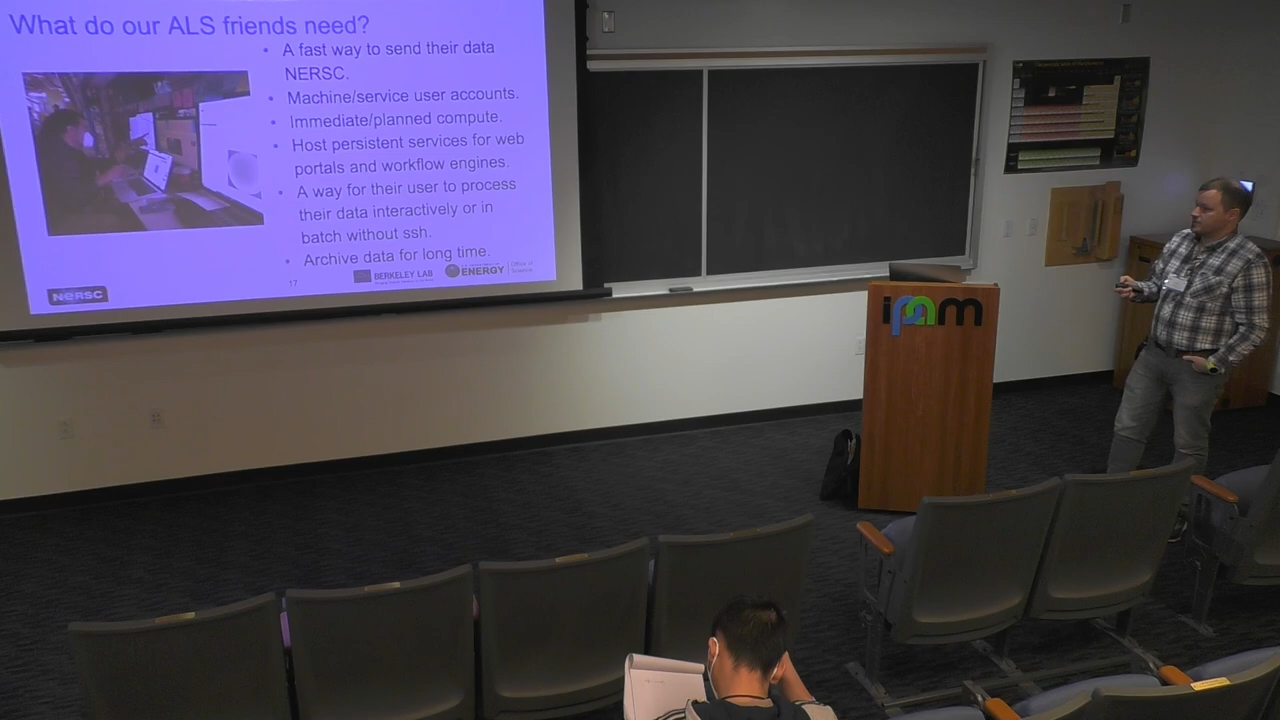 What do our ALS friends need?
• A fast way to send their data
NERSC.
• Machine/service user accounts.
• Immediate/planned compute.
• Host persistent services for web
portals and workflow engines.
• A way for their user to process
their data interactively or in
batch without ssh.
• Archive data for long time.
17
NERSC
BERKELEY LAB
ENERGY
Office of
Science
ipam